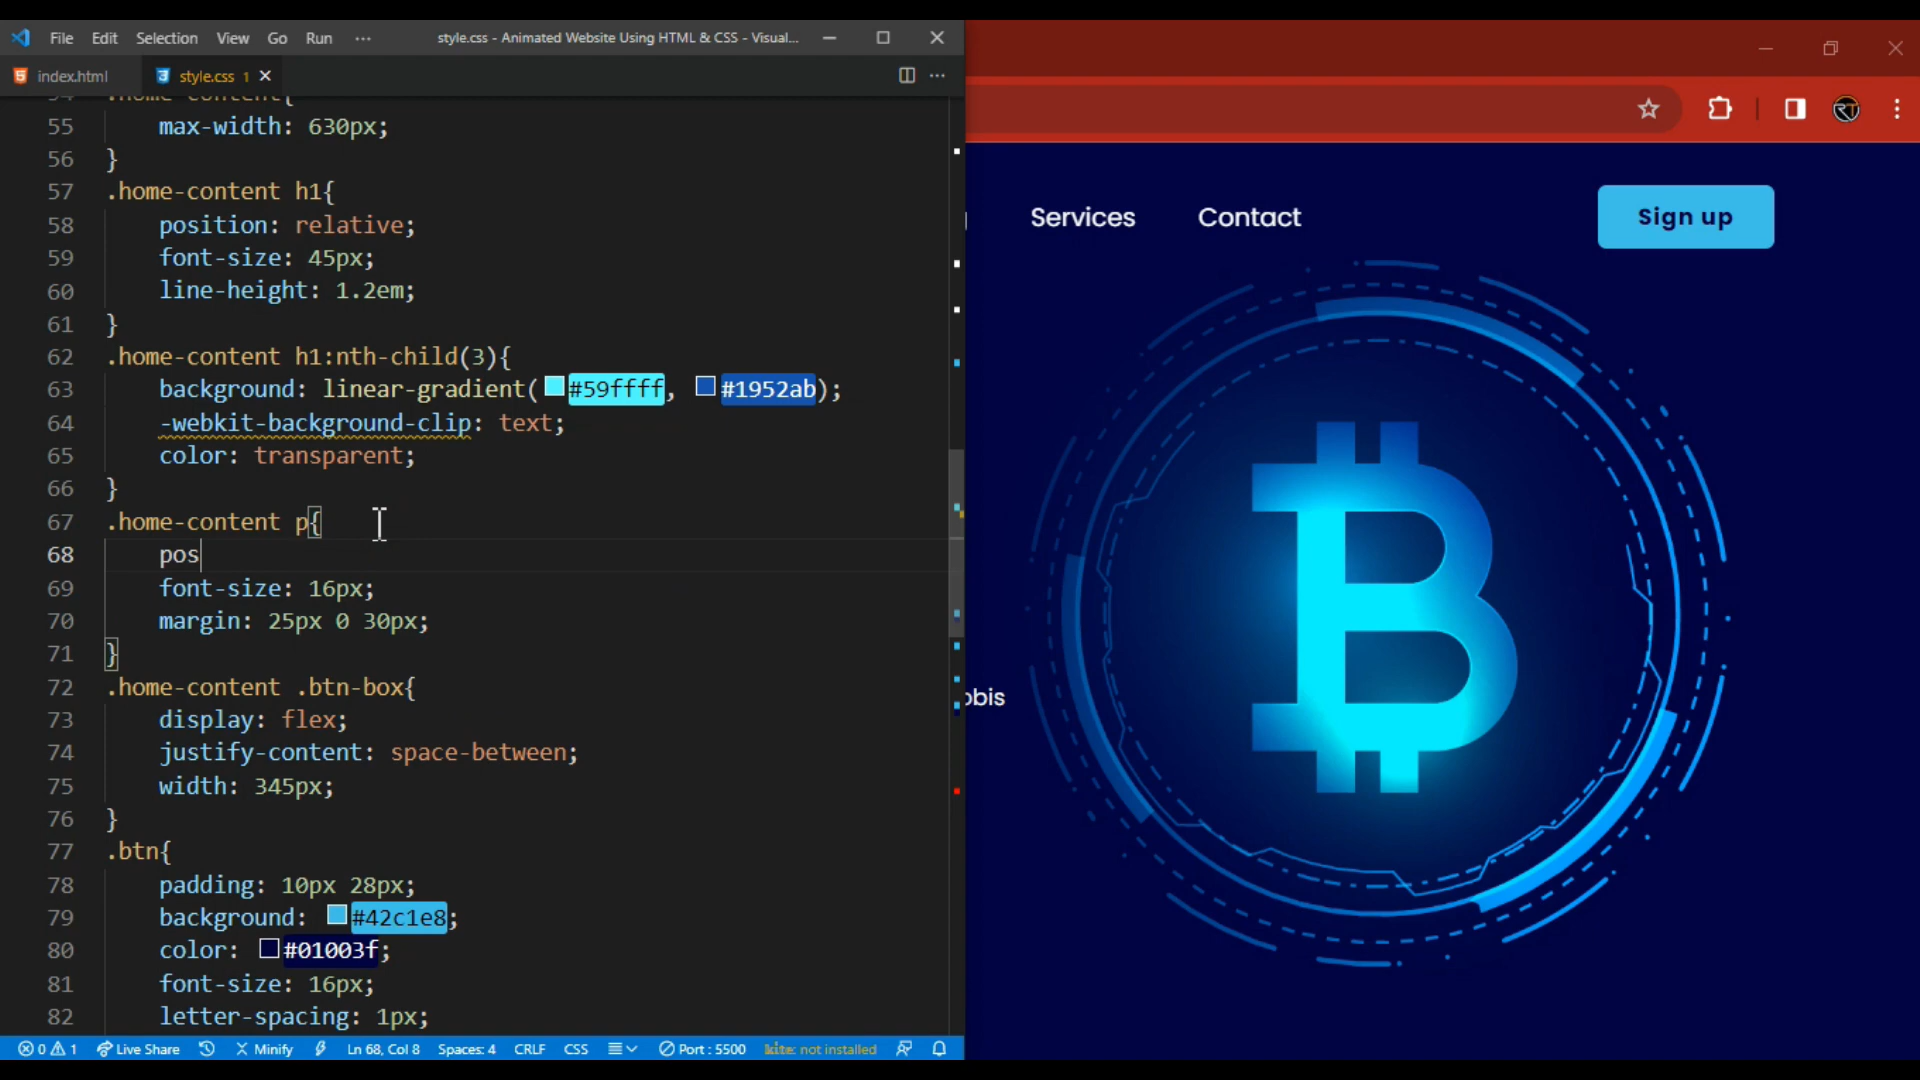 File Edit Selection View Go Run ··· style.css - Animated Website Using HTML & CSS - Visual...
index.html style.css 1
54 .home-content{
55 max-width: 630px;
56 }
57 .home-content h1{
58 position: relative;
59 font-size: 45px;
60 line-height: 1.2em;
61 }
62 .home-content h1:nth-child(3){
63 background: linear-gradient(#59ffff, #1952ab);
64 -webkit-background-clip: text;
65 color: transparent;
66 }
67 .home-content p{
68 pos
69 font-size: 16px;
70 margin: 25px 0 30px;
71 }
72 .home-content .btn-box{
73 display: flex;
74 justify-content: space-between;
75 width: 345px;
76 }
77 .btn{
78 padding: 10px 28px;
79 background: #42c1e8;
80 color: #01003f;
81 font-size: 16px;
82 letter-spacing: 1px;
0 1 Live Share Minify Ln 68, Col 8 Spaces: 4 CRLF CSS Port : 5500 kite: not installed
Services Contact Sign up
obis